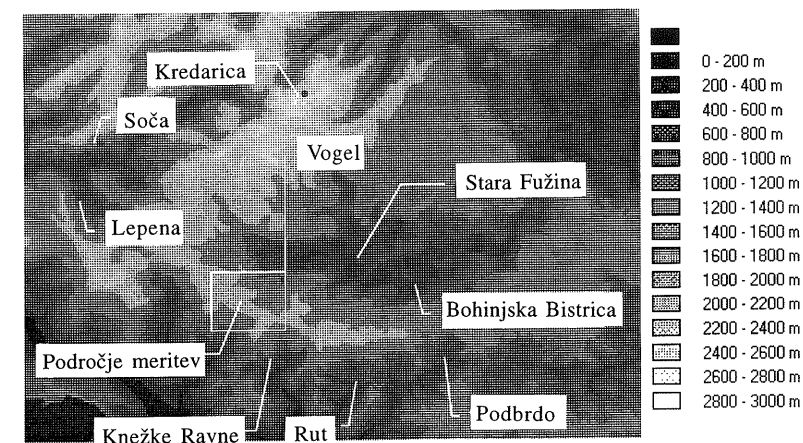 Kredarica
Soča
Vogel
Stara Fužina
Lepena
Bohinjska Bistrica
Področje meritev
Podbrdo
Knežke Ravne
Rut
0 - 200 m
200 - 400 m
400 - 600 m
600 - 800 m
800 - 1000 m
1000 - 1200 m
1200 - 1400 m
1400 - 1600 m
1600 - 1800 m
1800 - 2000 m
2000 - 2200 m
2200 - 2400 m
2400 - 2600 m
2600 - 2800 m
2800 - 3000 m